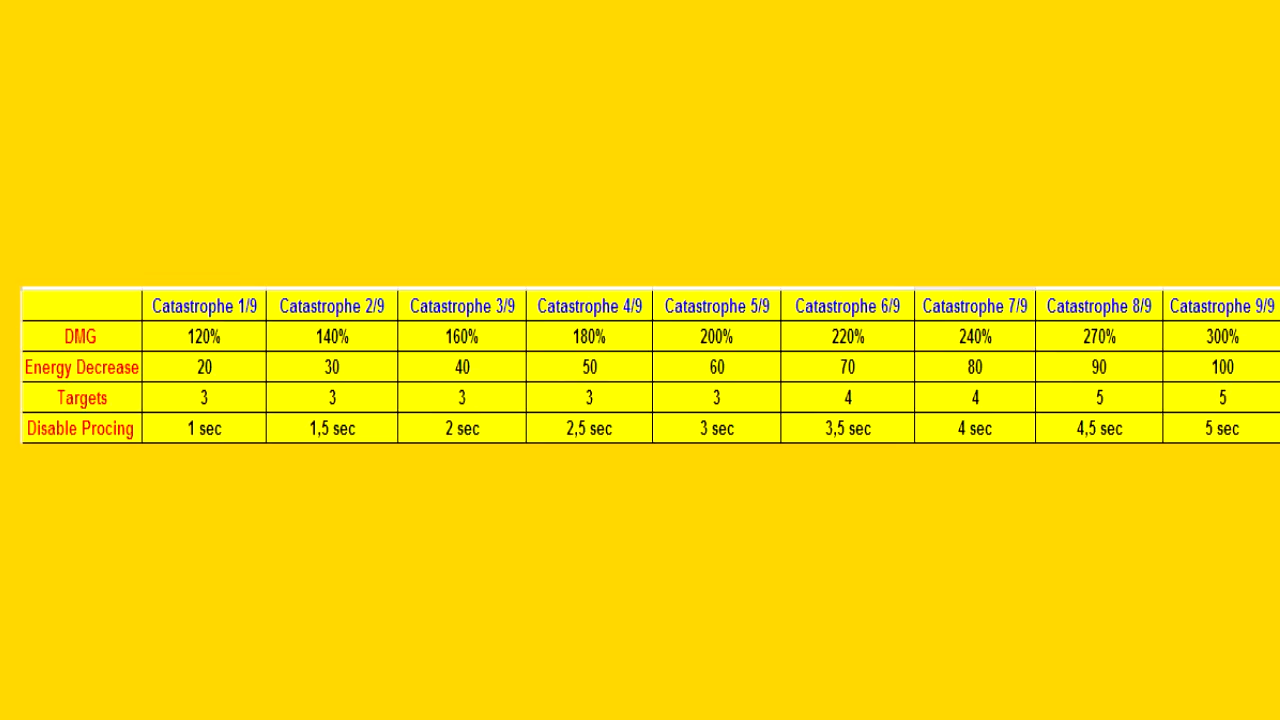 Catastrophe 1/9 Catastrophe 2/9 Catastrophe 3/9 Catastrophe 4/9 Catastrophe 5/9 Catastrophe 6/9 Catastrophe 7/9 Catastrophe 8/9 Catastrophe 9/9
DMG 120% 140% 160% 180% 200% 220% 240% 270% 300%
Energy Decrease 20 30 40 50 60 70 80 90 100
Targets 3 3 3 3 3 4 4 5 5
Disable Procing 1 sec 1,5 sec 2 sec 2,5 sec 3 sec 3,5 sec 4 sec 4,5 sec 5 sec